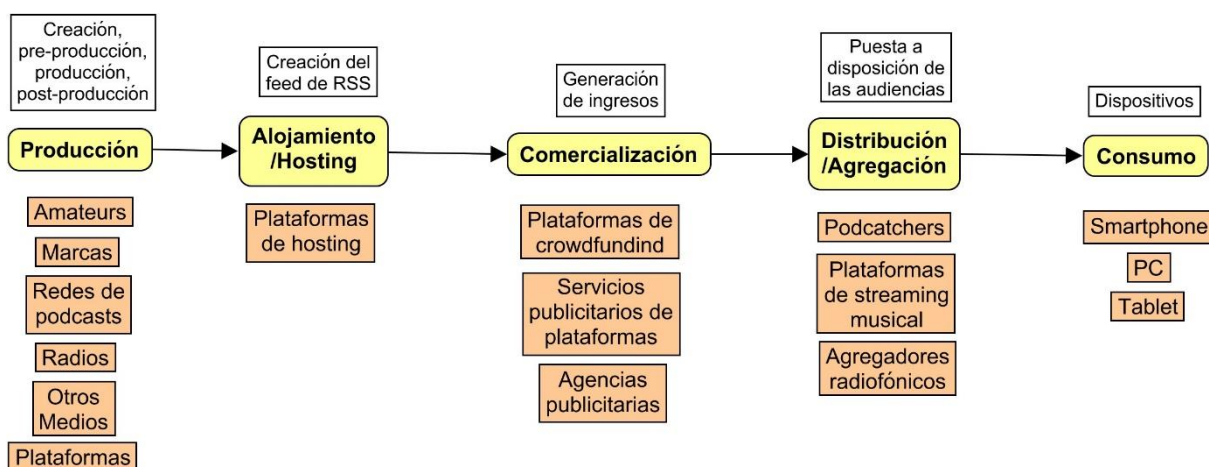 Creación,
pre-producción,
producción,
post-producción
Producción
Amateurs
Marcas
Redes de
podcasts
Radios
Otros
Medios
Plataformas
Creación del
feed de RSS
Alojamiento
/Hosting
Plataformas
de hosting
Generación
de ingresos
Comercialización
Plataformas de
crowdfundind
Servicios
publicitarios de
plataformas
Agencias
publicitarias
Puesta a
disposición de
las audiencias
Distribución
/Agregación
Podcatchers
Plataformas
de streaming
musical
Agregadores
radiofónicos
Dispositivos
Consumo
Smartphone
PC
Tablet